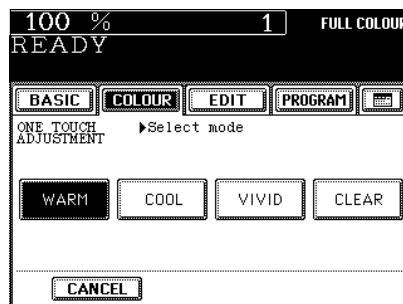 100 % 1 FULL COLOUR
READY
BASIC COLOUR EDIT PROGRAM
ONE TOUCH ADJUSTMENT ▶Select mode
WARM COOL VIVID CLEAR
CANCEL